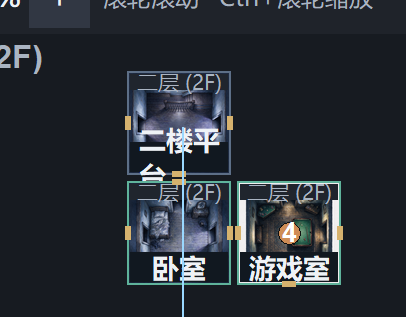 % + 滚轮滚动 Ctrl+滚轮缩放
2F)
二层 (2F)
二楼平
台
二层 (2F)
二层 (2F)
4
卧室
游戏室